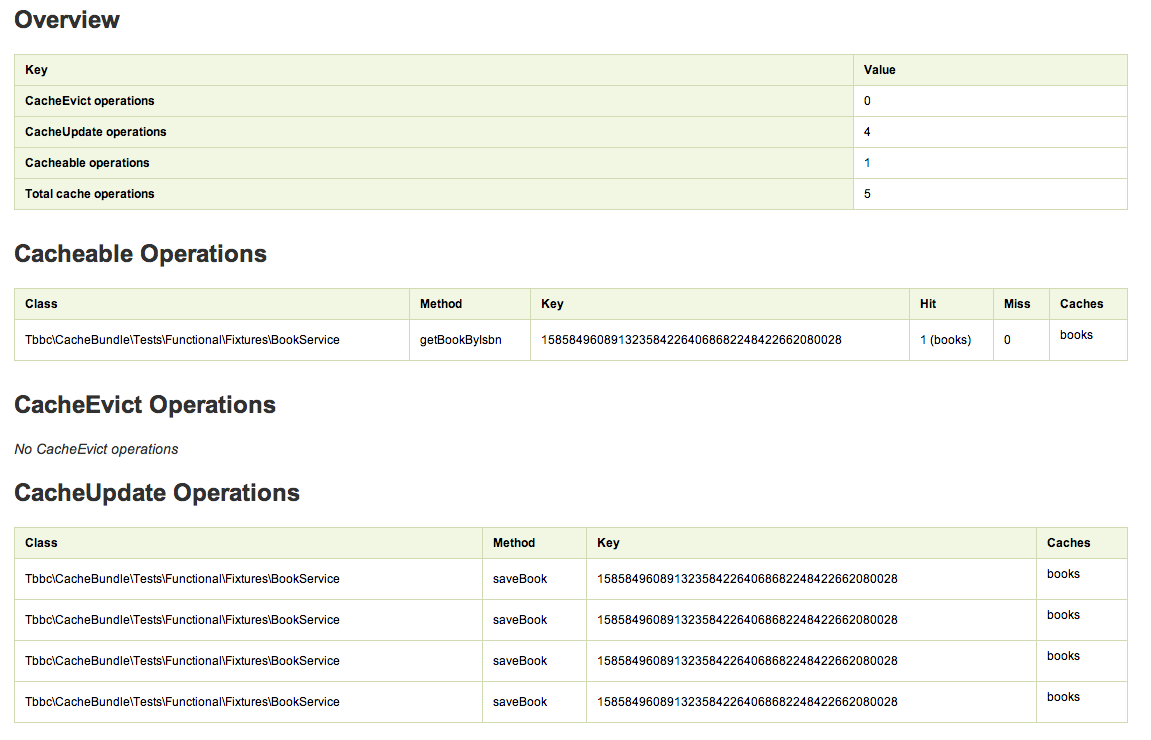 Overview
Key Value
CacheEvict operations 0
CacheUpdate operations 4
Cacheable operations 1
Total cache operations 5
Cacheable Operations
Class Method Key Hit Miss Caches
Tbbc\CacheBundle\Tests\Functional\Fixtures\BookService getBookByIsbn 15858496089132358422640686822484226620​80028 1 (books) 0 books
CacheEvict Operations
No CacheEvict operations
CacheUpdate Operations
Class Method Key Caches
Tbbc\CacheBundle\Tests\Functional\Fixtures\BookService saveBook 1585849608913235842264068682248422662080028 books
Tbbc\CacheBundle\Tests\Functional\Fixtures\BookService saveBook 1585849608913235842264068682248422662080028 books
Tbbc\CacheBundle\Tests\Functional\Fixtures\BookService saveBook 1585849608913235842264068682248422662080028 books
Tbbc\CacheBundle\Tests\Functional\Fixtures\BookService saveBook 1585849608913235842264068682248422662080028 books